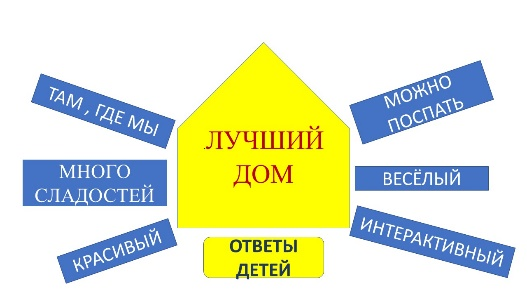 ТАМ , ГДЕ МЫ
МНОГО
СЛАДОСТЕЙ
КРАСИВЫЙ
ЛУЧШИЙ
ДОМ
ОТВЕТЫ
ДЕТЕЙ
МОЖНО
ПОСПАТЬ
ВЕСЁЛЫЙ
ИНТЕРАКТИВНЫЙ